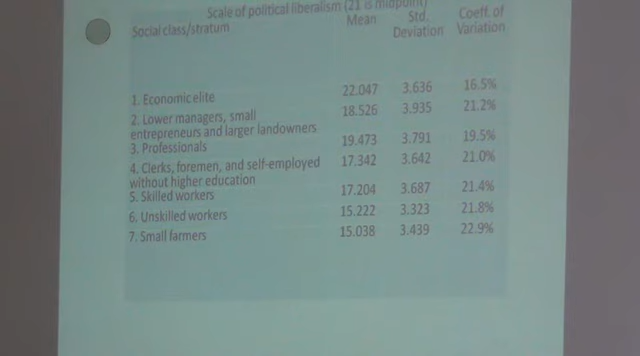 Scale of political liberalism (21 is midpoint)
Social class/stratum Mean Std. Deviation Coeff. of Variation
1. Economic elite 22.047 3.636 16.5%
2. Lower managers, small entrepreneurs and larger landowners 18.526 3.935 21.2%
3. Professionals 19.473 3.791 19.5%
4. Clerks, foremen, and self-employed without higher education 17.342 3.642 21.0%
5. Skilled workers 17.204 3.687 21.4%
6. Unskilled workers 15.222 3.323 21.8%
7. Small farmers 15.038 3.439 22.9%